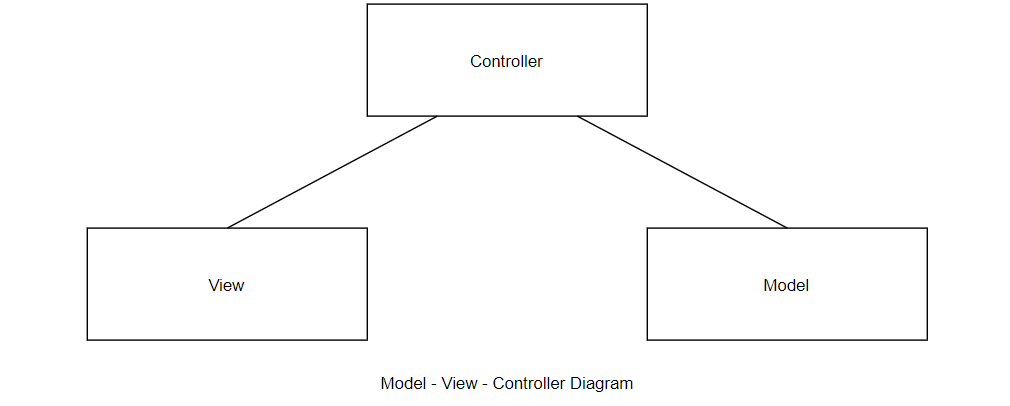 Controller
View
Model
Model - View - Controller Diagram